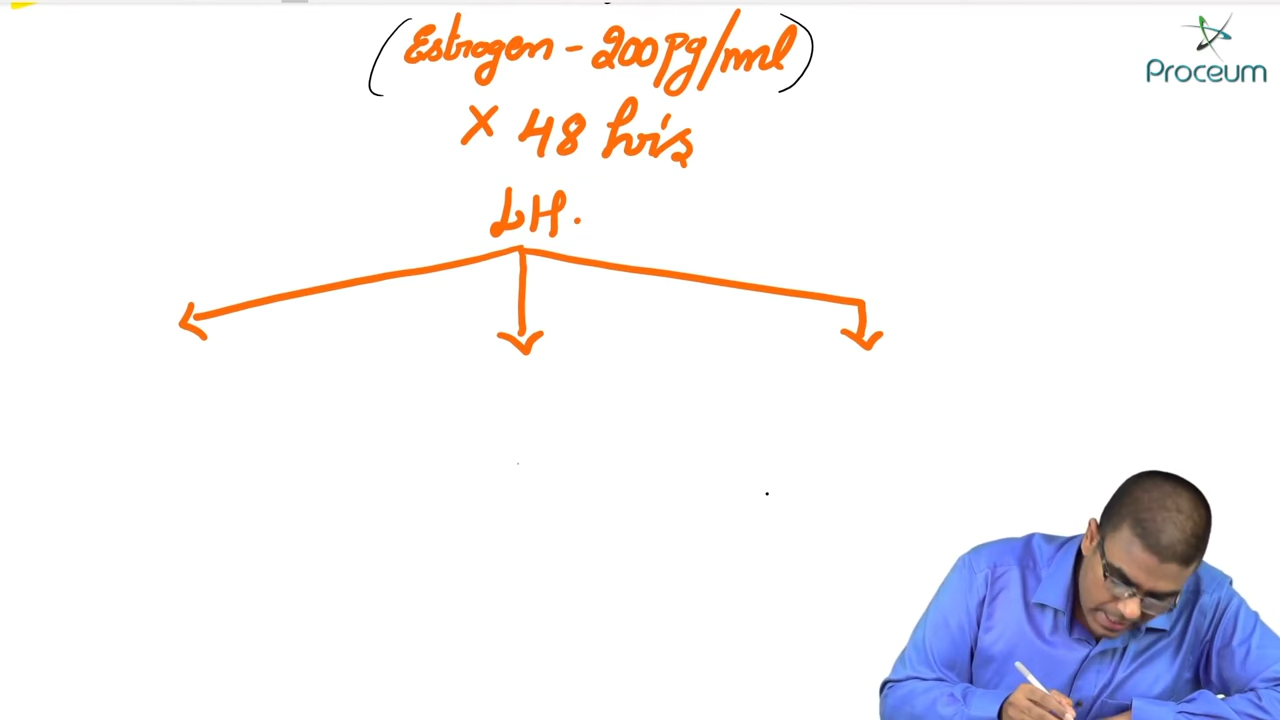 (Estrogen - 200 pg/ml)
× 48 hrs
LH.
Proceum